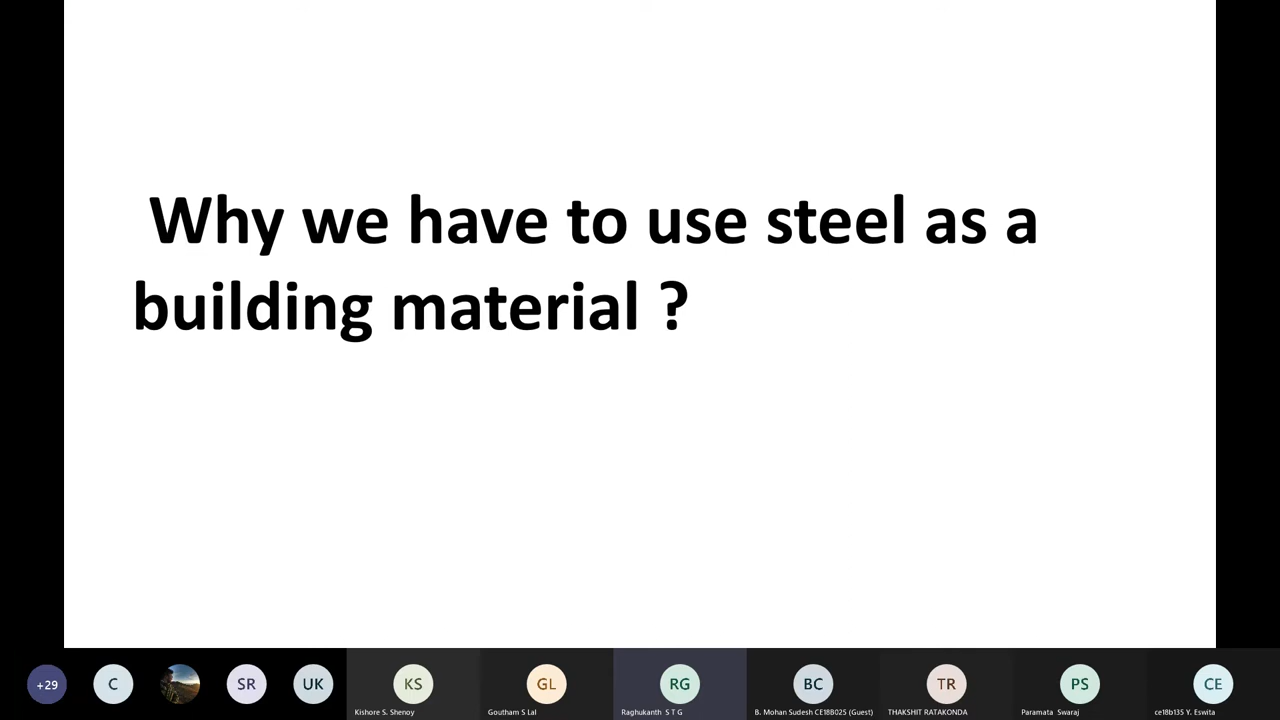 Why we have to use steel as a
building material ?
+29
C
SR
UK
KS
GL
RG
BC
TR
PS
CE
Kishore S. Shenoy
Goutham S Lal
Raghukanth S T G
B. Mohan Sudesh CE18B025 (Guest)
THAKSHIT RATAKONDA
Paramata Swaraj
ce18b135 Y. Eswita